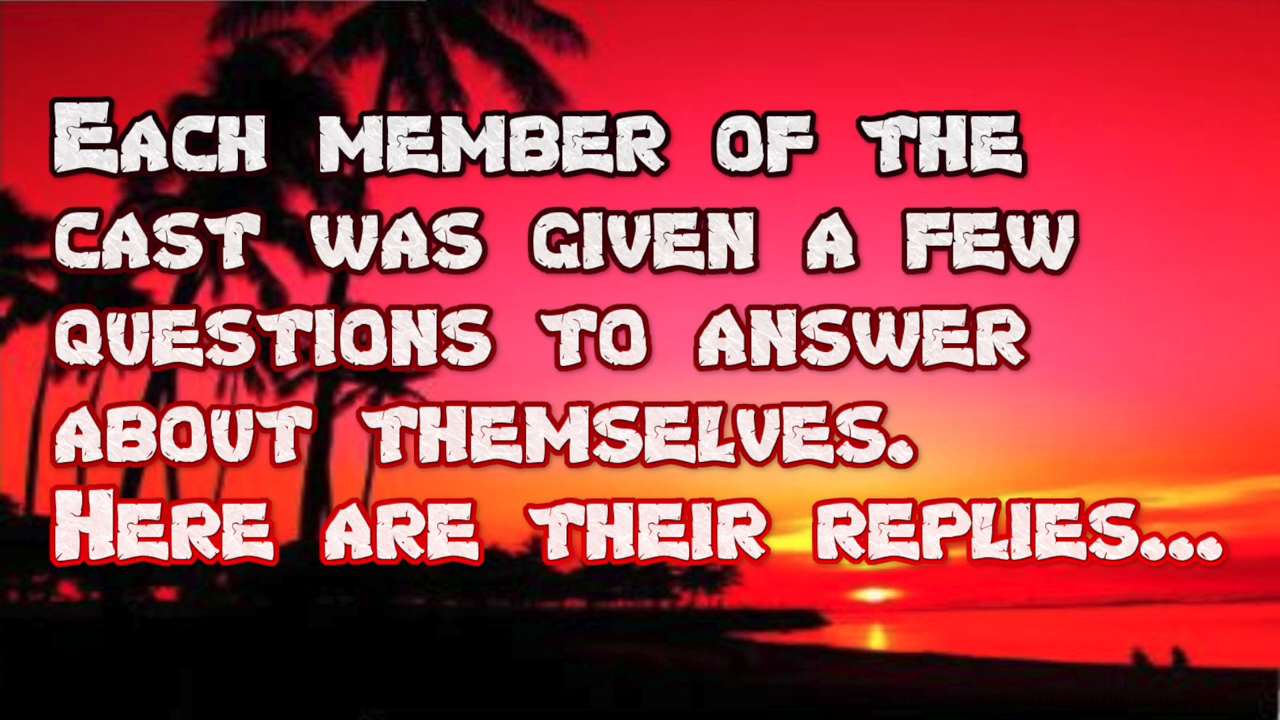 Each member of the
cast was given a few
questions to answer
about themselves.
Here are their replies...